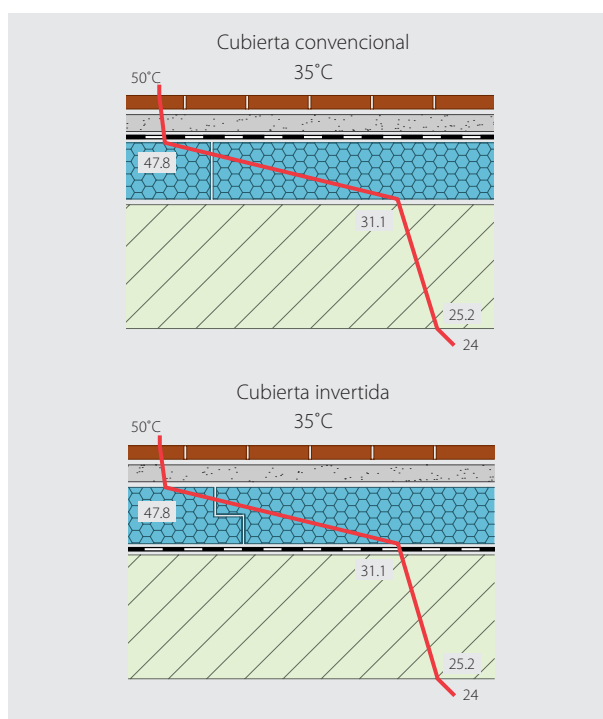 Cubierta convencional
35˚C
50˚C
47.8
31.1
25.2
24
Cubierta invertida
35˚C
50˚C
47.8
31.1
25.2
24